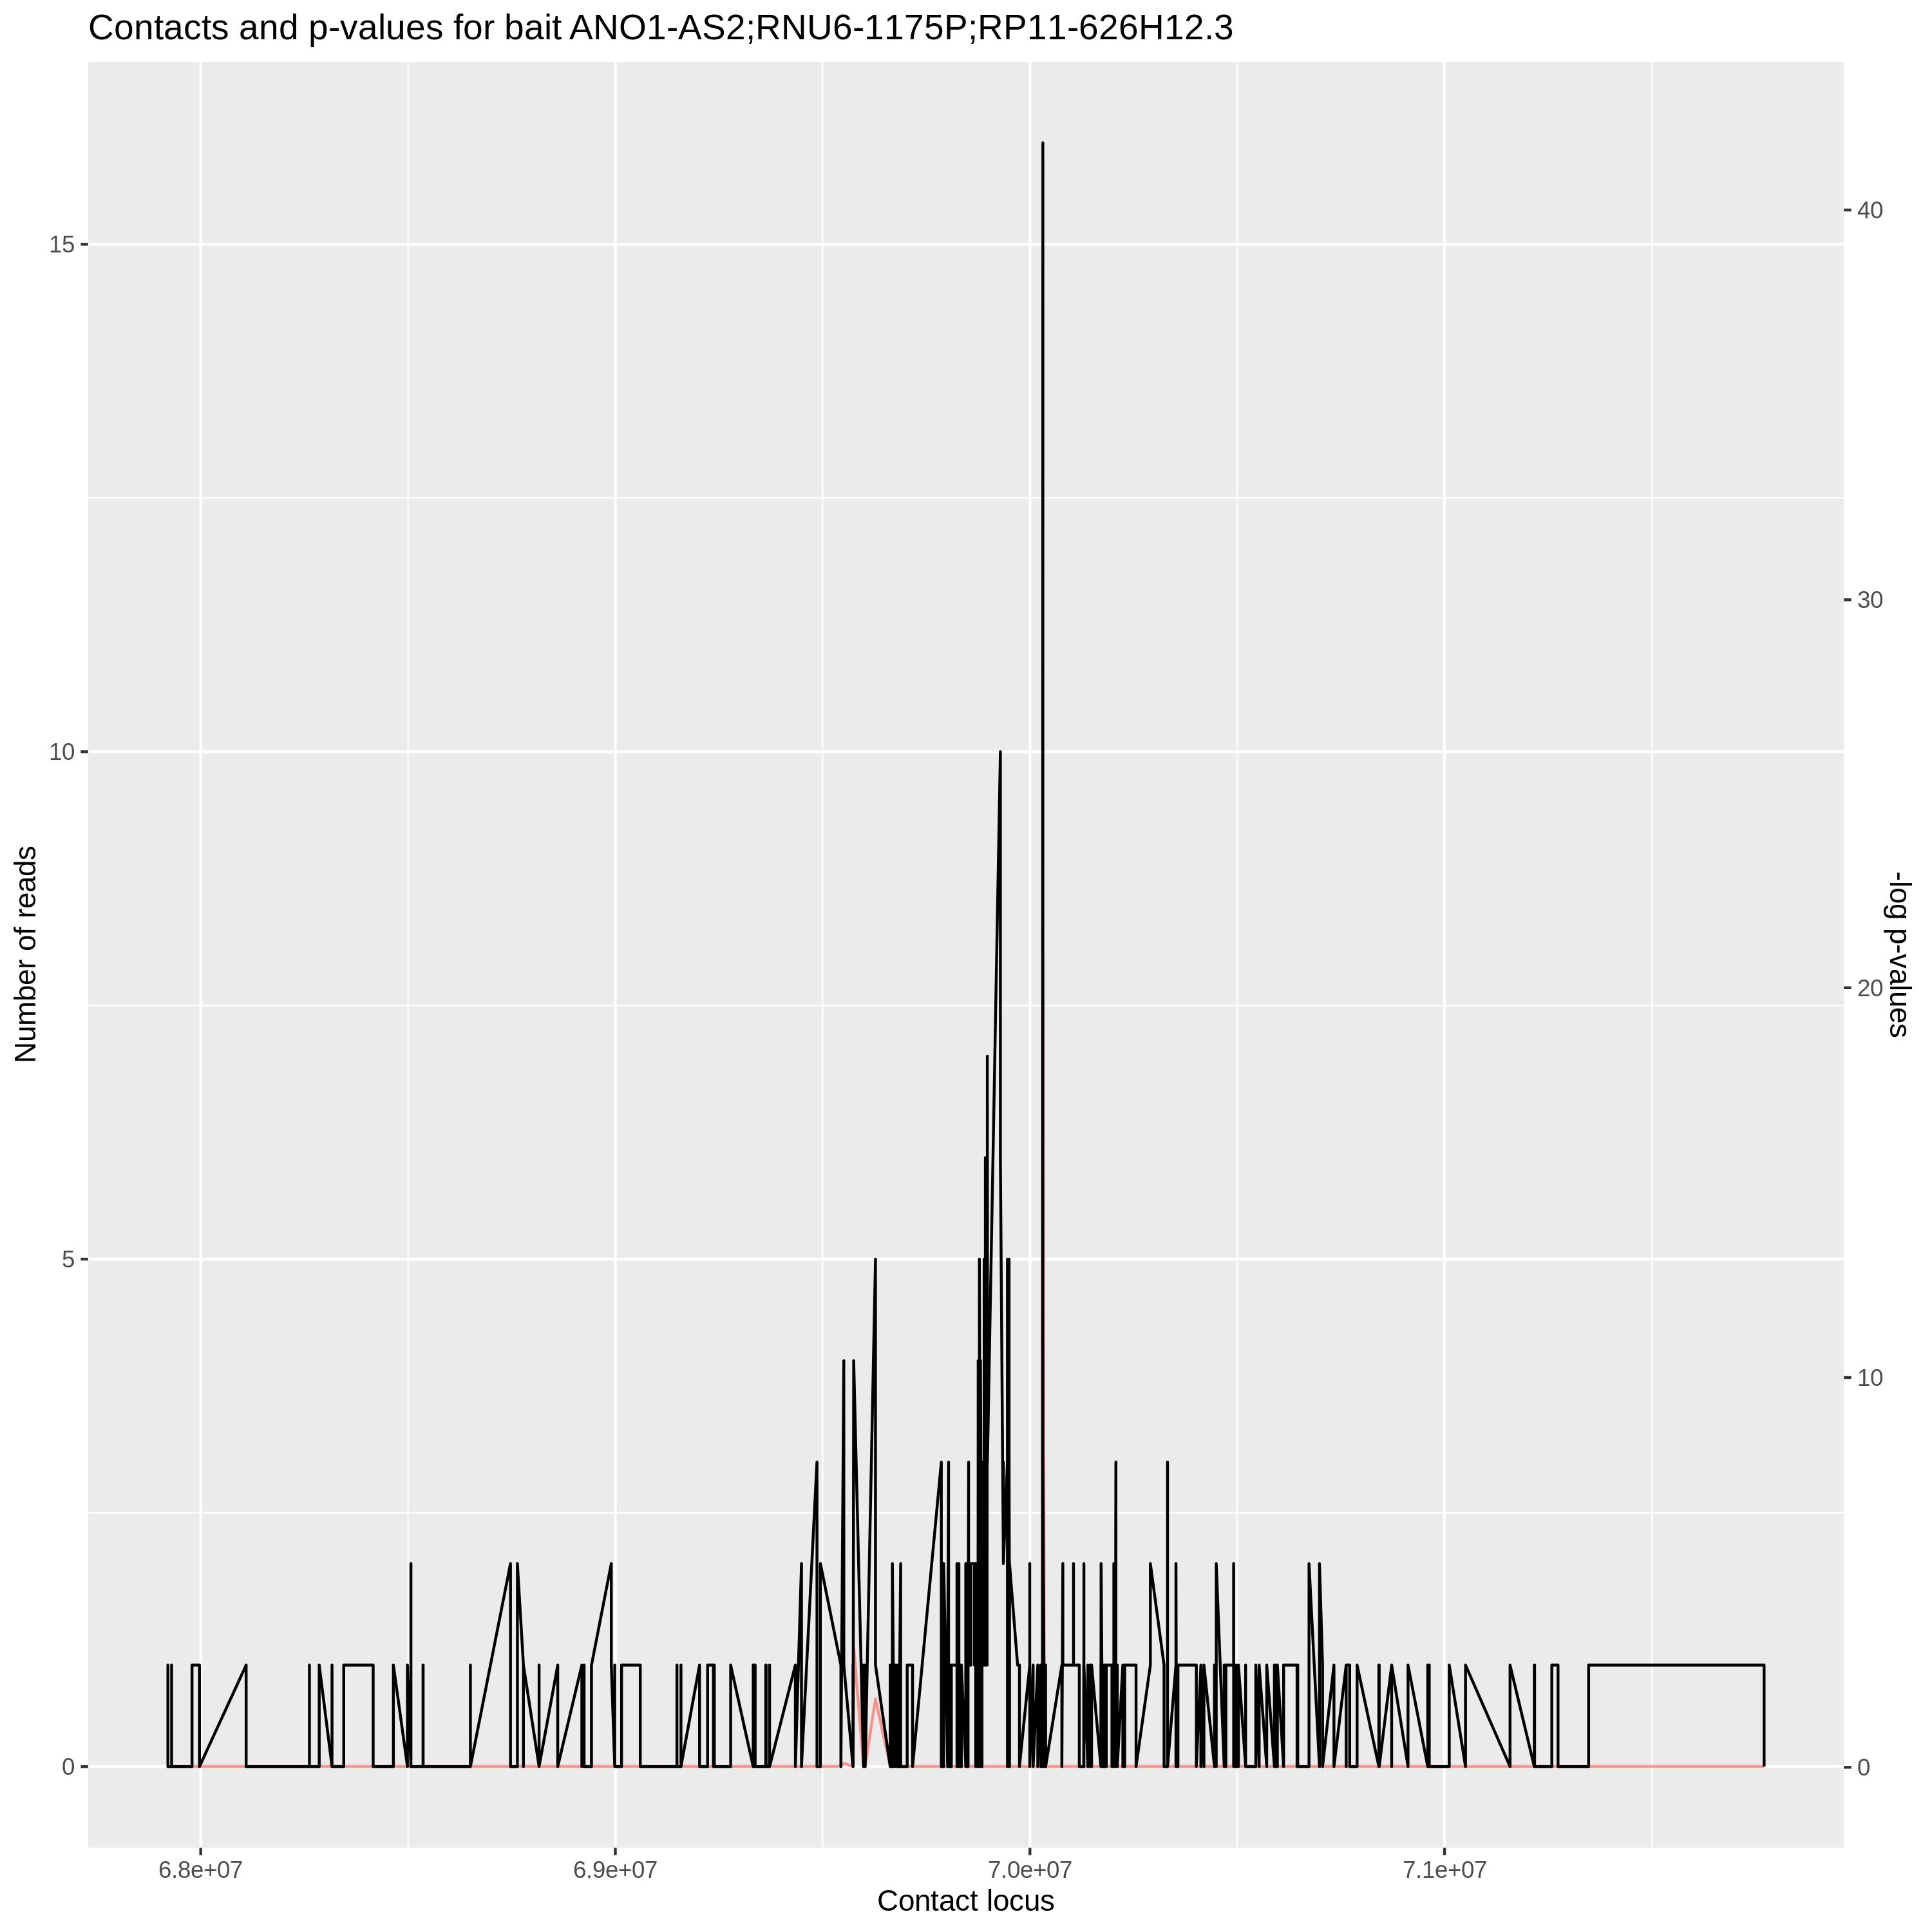 Contacts and p-values for bait ANO1-AS2;RNU6-1175P;RP11-626H12.3
15
10
5
0
Number of reads
40
30
20
10
0
-log p-values
6.8e+07 6.9e+07 7.0e+07 7.1e+07
Contact locus